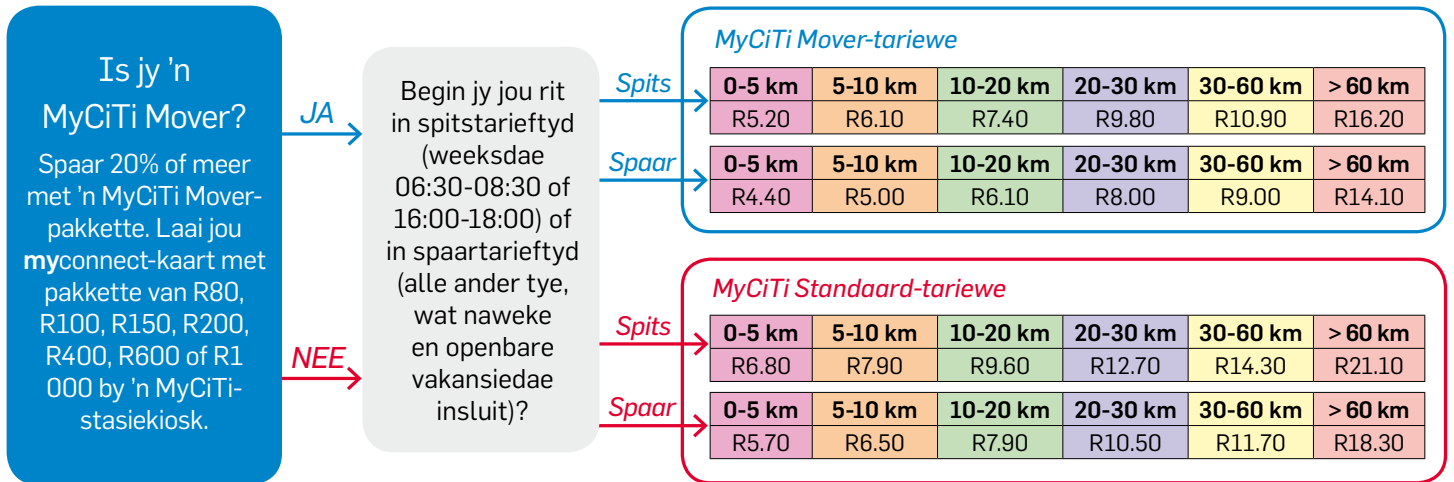 Is jy ’n
MyCiTi Mover?
Spaar 20% of meer
met ’n MyCiTi Mover-
pakkette. Laai jou
myconnect-kaart met
pakkette van R80,
R100, R150, R200,
R400, R600 of R1
000 by ’n MyCiTi-
stasiekiosk.
JA
NEE
Begin jy jou rit
in spitstarieftyd
(weeksdae
06:30-08:30 of
16:00-18:00) of
in spaartarieftyd
(alle ander tye,
wat naweke
en openbare
vakansiedae
insluit)?
Spits
Spaar
MyCiTi Mover-tariewe
0-5 km 5-10 km 10-20 km 20-30 km 30-60 km > 60 km
R5.20 R6.10 R7.40 R9.80 R10.90 R16.20
0-5 km 5-10 km 10-20 km 20-30 km 30-60 km > 60 km
R4.40 R5.00 R6.10 R8.00 R9.00 R14.10
Spits
Spaar
MyCiTi Standaard-tariewe
0-5 km 5-10 km 10-20 km 20-30 km 30-60 km > 60 km
R6.80 R7.90 R9.60 R12.70 R14.30 R21.10
0-5 km 5-10 km 10-20 km 20-30 km 30-60 km > 60 km
R5.70 R6.50 R7.90 R10.50 R11.70 R18.30